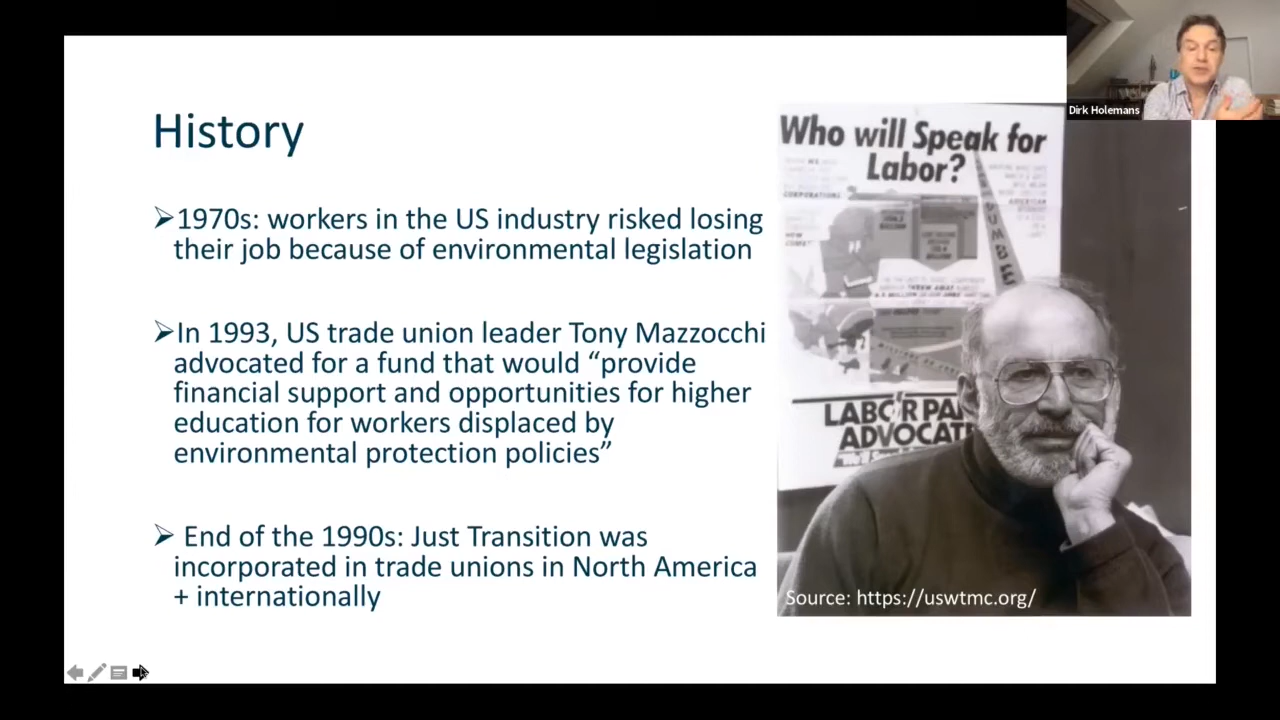 Dirk Holemans
History
Who will Speak for
Labor?
➢1970s: workers in the US industry risked losing
their job because of environmental legislation
➢In 1993, US trade union leader Tony Mazzocchi
advocated for a fund that would “provide
financial support and opportunities for higher
education for workers displaced by
environmental protection policies”
LABOR PA
ADVOCAT
➢ End of the 1990s: Just Transition was
incorporated in trade unions in North America
+ internationally
Source: https://uswtmc.org/